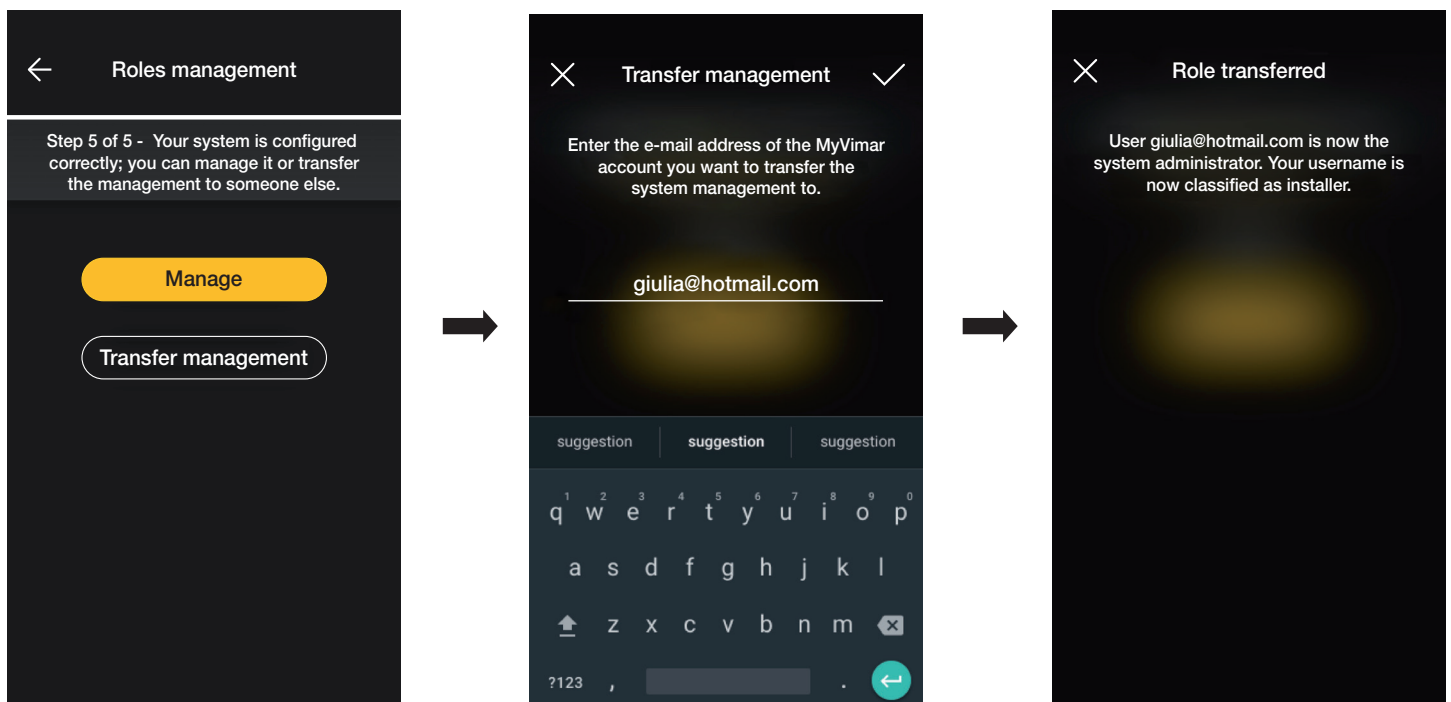 Roles management
Step 5 of 5 - Your system is configured
correctly; you can manage it or transfer
the management to someone else.
Manage
Transfer management
Transfer management
Enter the e-mail address of the MyVimar
account you want to transfer the
system management to.
giulia@hotmail.com
suggestion suggestion suggestion
1 2 3 4 5 6 7 8 9 0
q w e r t y u i o p
a s d f g h j k l
z x c v b n m
?123 , .
Role transferred
User giulia@hotmail.com is now the
system administrator. Your username is
now classified as installer.